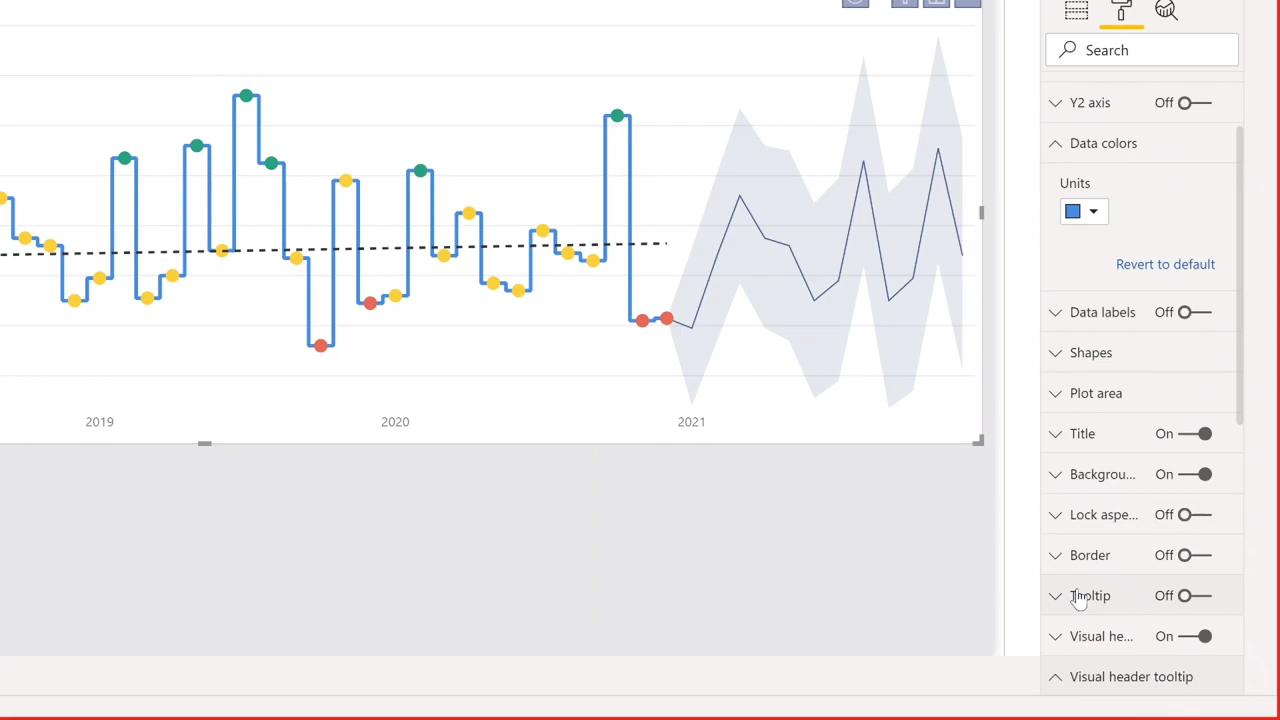 Search
Y2 axis Off
Data colors
Units
Revert to default
Data labels Off
Shapes
Plot area
Title On
Backgrou... On
Lock aspe... Off
Border Off
Tooltip Off
Visual he... On
Visual header tooltip
2019 2020 2021